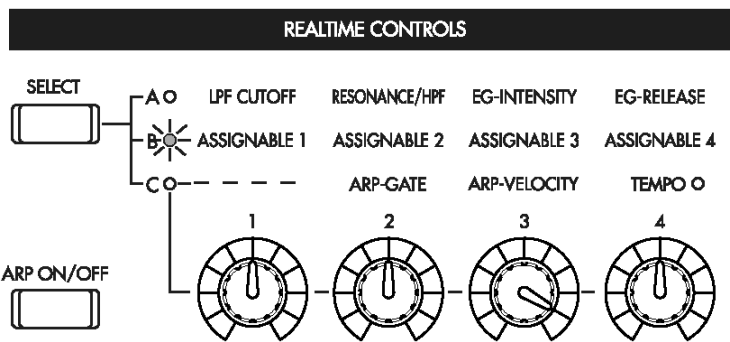 REALTIME CONTROLS
SELECT
A LPF CUTOFF RESONANCE/HPF EG-INTENSITY EG-RELEASE
B ASSIGNABLE 1 ASSIGNABLE 2 ASSIGNABLE 3 ASSIGNABLE 4
C ARP-GATE ARP-VELOCITY TEMPO
1 2 3 4
ARP ON/OFF